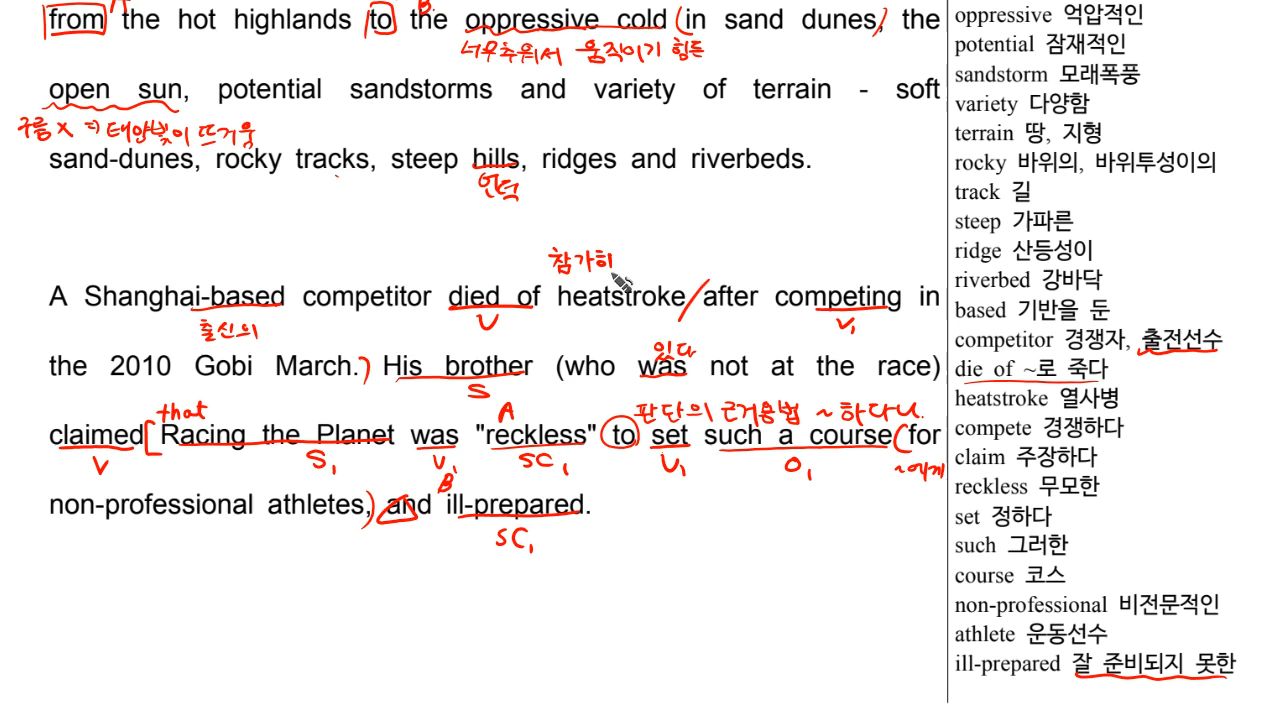 A B
from the hot highlands to the oppressive cold (in sand dunes,) the
너무추워서 움직이기 힘든
open sun, potential sandstorms and variety of terrain - soft
구름 x => 태양빛이 뜨거움
sand-dunes, rocky tracks, steep hills, ridges and riverbeds.
언덕
참가히
A Shanghai-based competitor died of heatstroke / after competing in
출신의 V V₁
있다
the 2010 Gobi March.) His brother (who was not at the race)
S
that A 판단의 근거용법 ~하다니.
claimed [Racing the Planet was "reckless" to set such a course (for
V S₁ V₁ SC₁ V₁ O₁ ~에게
B
non-professional athletes,) and ill-prepared.
SC₁
oppressive 억압적인
potential 잠재적인
sandstorm 모래폭풍
variety 다양함
terrain 땅, 지형
rocky 바위의, 바위투성이의
track 길
steep 가파른
ridge 산등성이
riverbed 강바닥
based 기반을 둔
competitor 경쟁자, 출전선수
die of ~로 죽다
heatstroke 열사병
compete 경쟁하다
claim 주장하다
reckless 무모한
set 정하다
such 그러한
course 코스
non-professional 비전문적인
athlete 운동선수
ill-prepared 잘 준비되지 못한